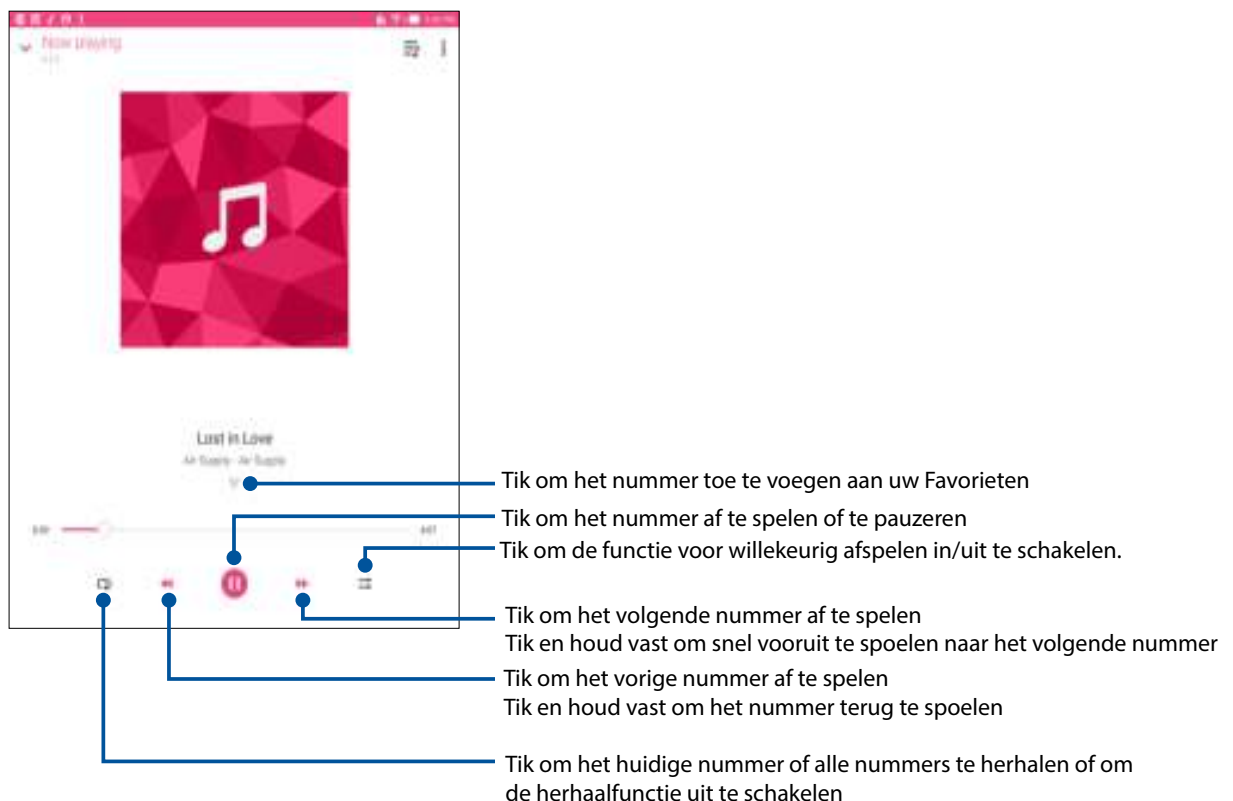 Now playing
Lost in Love
Air Supply - Air Supply
Tik om het nummer toe te voegen aan uw Favorieten
Tik om het nummer af te spelen of te pauzeren
Tik om de functie voor willekeurig afspelen in/uit te schakelen.
Tik om het volgende nummer af te spelen
Tik en houd vast om snel vooruit te spoelen naar het volgende nummer
Tik om het vorige nummer af te spelen
Tik en houd vast om het nummer terug te spoelen
Tik om het huidige nummer of alle nummers te herhalen of om
de herhaalfunctie uit te schakelen